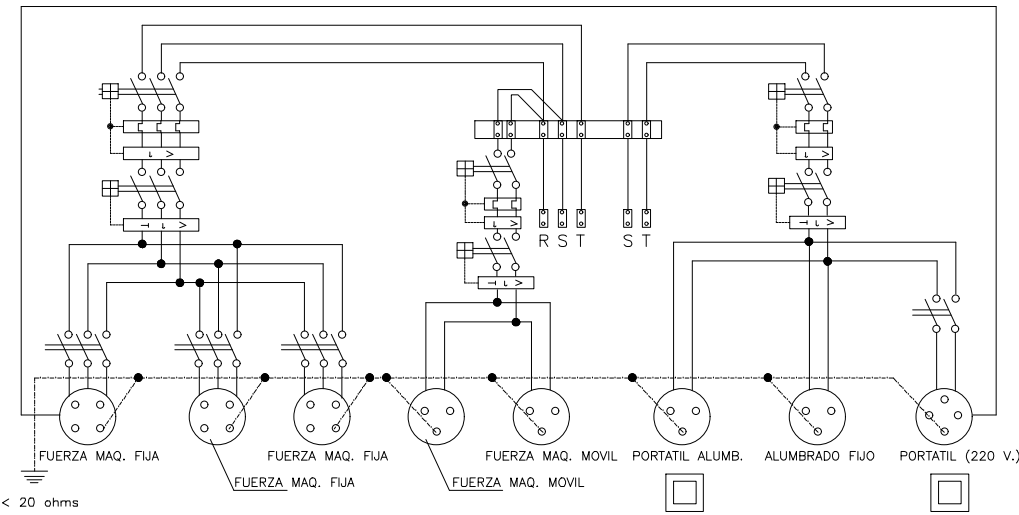 R S T S T
FUERZA MAQ. FIJA
FUERZA MAQ. FIJA
FUERZA MAQ. MOVIL
PORTATIL ALUMB.
ALUMBRADO FIJO
PORTATIL (220 V.)
FUERZA MAQ. FIJA
FUERZA MAQ. MOVIL
< 20 ohms